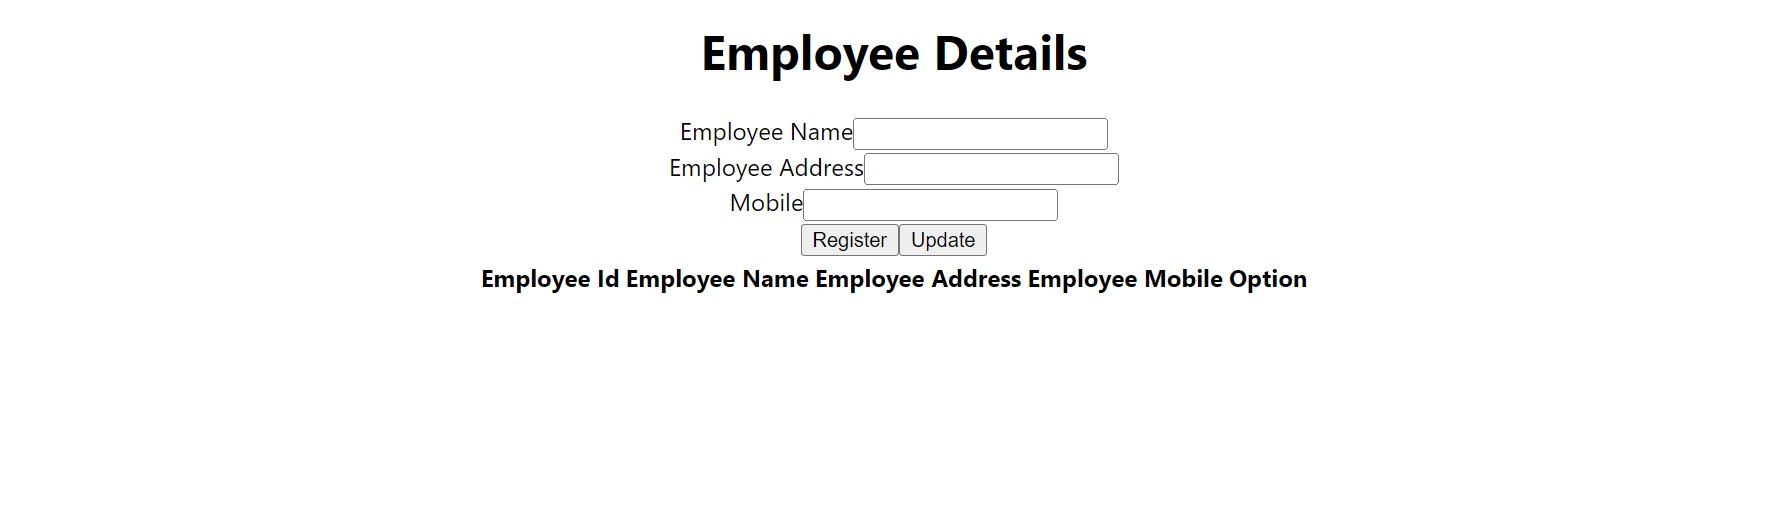 Employee Details
Employee Name
Employee Address
Mobile
Register Update
Employee Id Employee Name Employee Address Employee Mobile Option